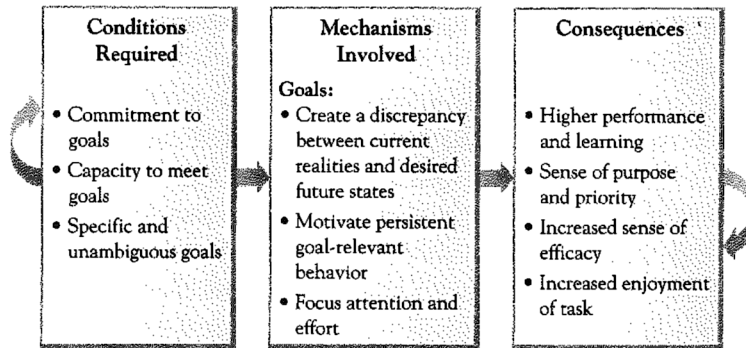 Conditions
Required
• Commitment to
goals
• Capacity to meet
goals
• Specific and
unambiguous goals
Mechanisms
Involved
Goals:
• Create a discrepancy
between current
realities and desired
future states
• Motivate persistent
goal-relevant
behavior
• Focus attention and
effort
Consequences
• Higher performance
and learning
• Sense of purpose
and priority
• Increased sense of
efficacy
• Increased enjoyment
of task